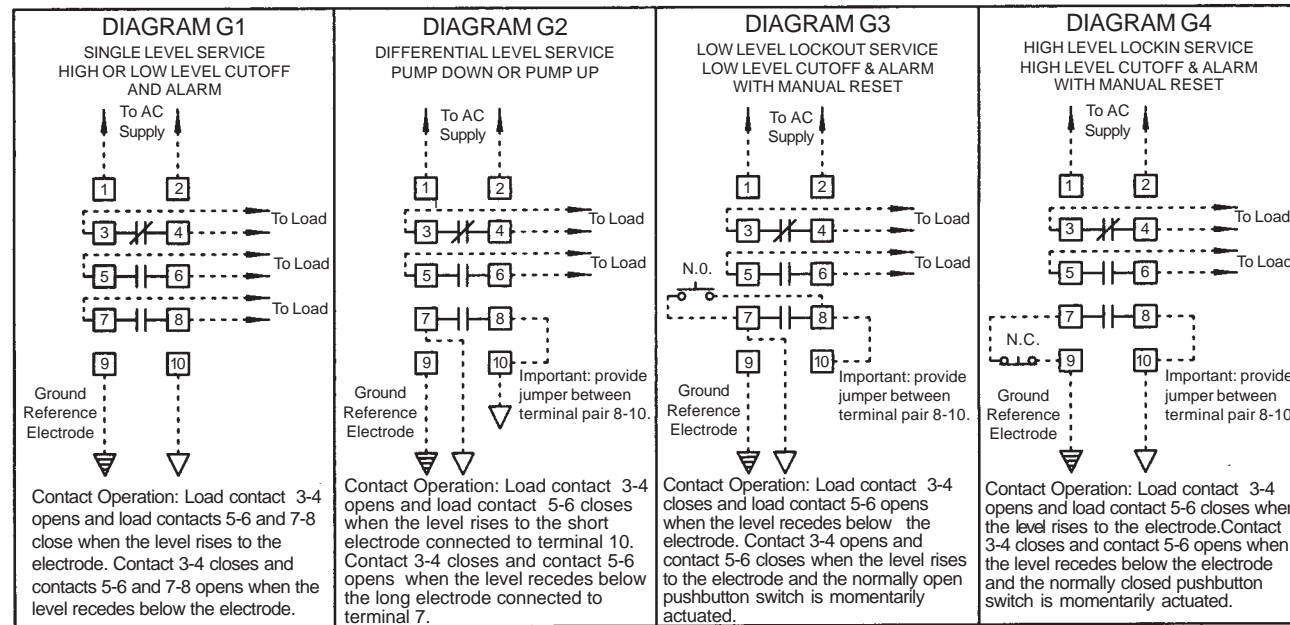 DIAGRAM G1
SINGLE LEVEL SERVICE
HIGH OR LOW LEVEL CUTOFF
AND ALARM
To AC
Supply
1
2
3
4
To Load
5
6
To Load
7
8
To Load
9
10
Ground
Reference
Electrode
Contact Operation: Load contact 3-4
opens and load contacts 5-6 and 7-8
close when the level rises to the
electrode. Contact 3-4 closes and
contacts 5-6 and 7-8 opens when the
level recedes below the electrode.
DIAGRAM G2
DIFFERENTIAL LEVEL SERVICE
PUMP DOWN OR PUMP UP
To AC
Supply
1
2
3
4
To Load
5
6
To Load
7
8
9
10
Ground
Reference
Electrode
Important: provide
jumper between
terminal pair 8-10.
Contact Operation: Load contact 3-4
opens and load contact 5-6 closes
when the level rises to the short
electrode connected to terminal 10.
Contact 3-4 closes and contact 5-6
opens when the level recedes below
the long electrode connected to
terminal 7.
DIAGRAM G3
LOW LEVEL LOCKOUT SERVICE
LOW LEVEL CUTOFF & ALARM
WITH MANUAL RESET
To AC
Supply
1
2
3
4
To Load
5
6
To Load
N.0.
7
8
9
10
Ground
Reference
Electrode
Important: provide
jumper between
terminal pair 8-10.
Contact Operation: Load contact 3-4
closes and load contact 5-6 opens
when the level recedes below the
electrode. Contact 3-4 opens and
contact 5-6 closes when the level rises
to the electrode and the normally open
pushbutton switch is momentarily
actuated.
DIAGRAM G4
HIGH LEVEL LOCKIN SERVICE
HIGH LEVEL CUTOFF & ALARM
WITH MANUAL RESET
To AC
Supply
1
2
3
4
To Load
5
6
To Load
7
8
N.C.
9
10
Ground
Reference
Electrode
Important: provide
jumper between
terminal pair 8-10.
Contact Operation: Load contact 3-4
opens and load contact 5-6 closes when
the level rises to the electrode.Contact
3-4 closes and contact 5-6 opens when
the level recedes below the electrode
and the normally closed pushbutton
switch is momentarily actuated.